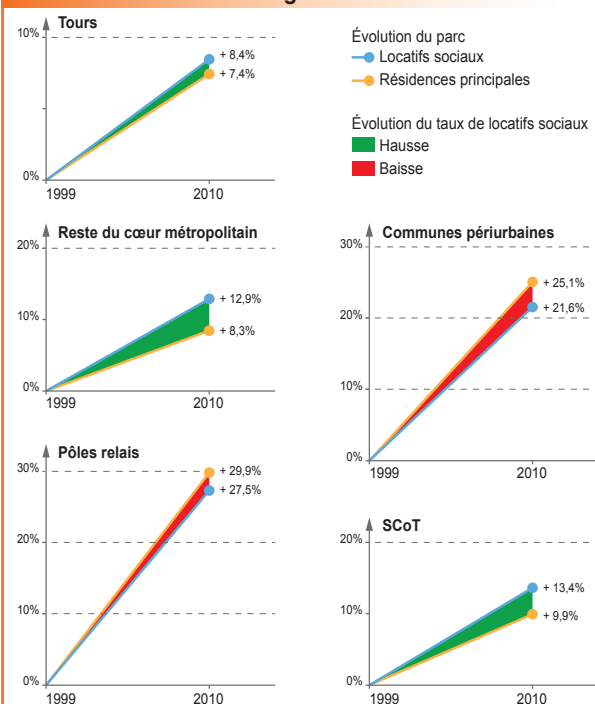 Tours
10%
0%
+ 8,4%
+ 7,4%
1999 2010
Évolution du parc
Locatifs sociaux
Résidences principales
Évolution du taux de locatifs sociaux
Hausse
Baisse
Reste du cœur métropolitain
20%
10%
0%
+ 12,9%
+ 8,3%
1999 2010
Communes périurbaines
30%
20%
10%
0%
+ 25,1%
+ 21,6%
1999 2010
Pôles relais
30%
20%
10%
0%
+ 29,9%
+ 27,5%
1999 2010
SCoT
20%
10%
0%
+ 13,4%
+ 9,9%
1999 2010